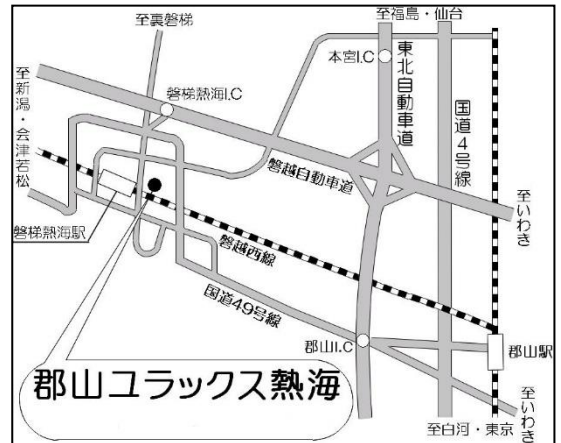 至福島・仙台
至裏磐梯
本宮I.C
東北自動車道
国道4号線
至新潟・会津若松
磐梯熱海I.C
磐越自動車道
至いわき
磐梯熱海駅
磐越西線
国道49号線
郡山I.C
郡山駅
郡山ユラックス熱海
至いわき
至白河・東京